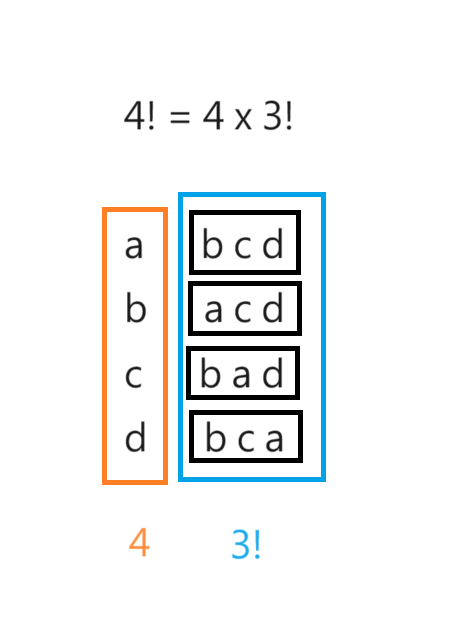 4! = 4 x 3!
a b c d
b a c d
c b a d
d b c a
4 3!